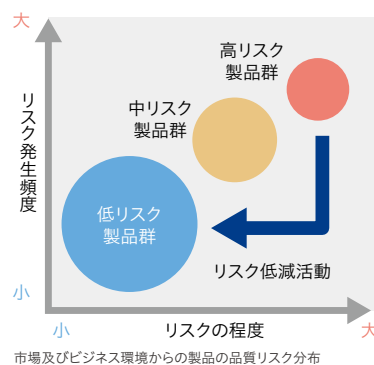 大
リスク発生頻度
小
高リスク
製品群
中リスク
製品群
低リスク
製品群
リスク低減活動
小
リスクの程度
大
市場及びビジネス環境からの製品の品質リスク分布